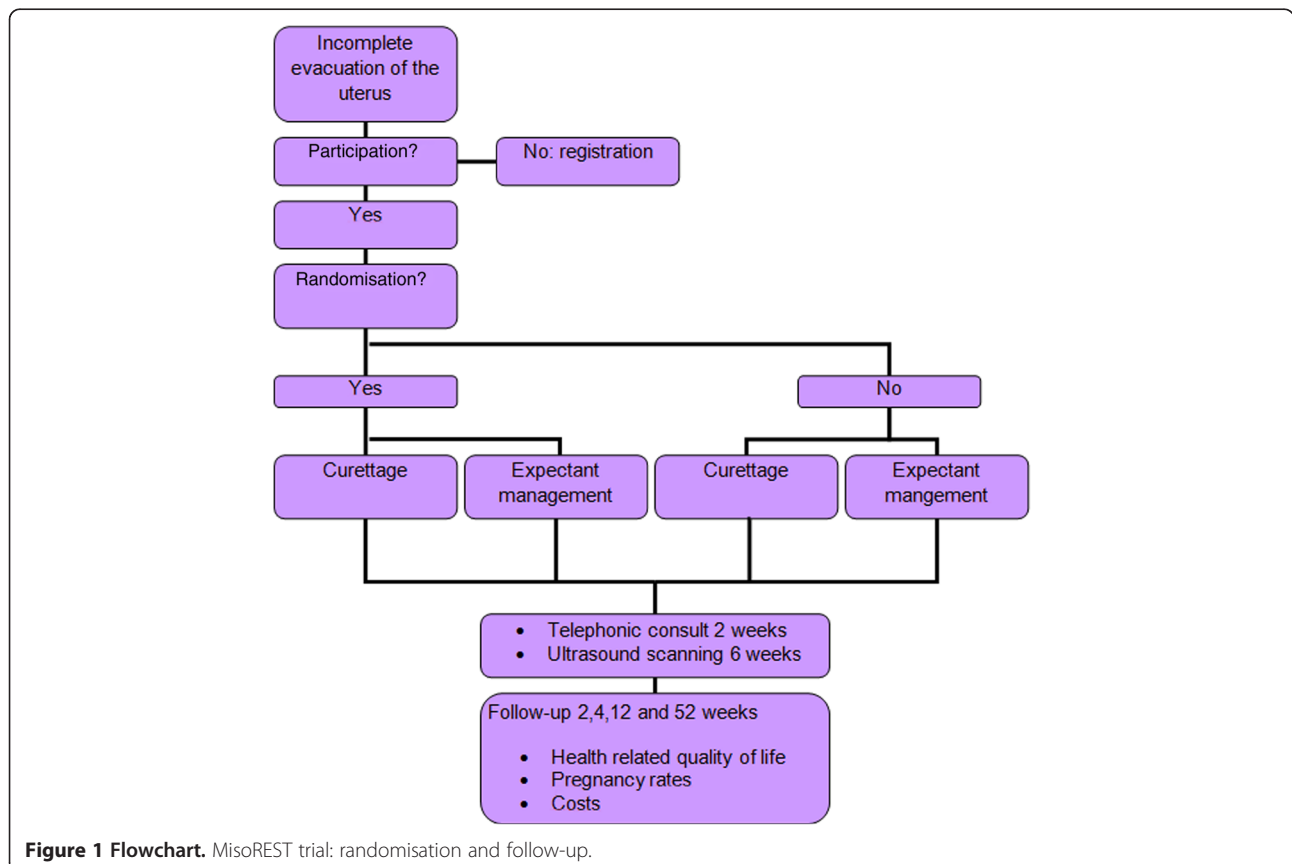 Incomplete
evacuation of the
uterus
Participation?
No: registration
Yes
Randomisation?
Yes
No
Curettage
Expectant
management
Curettage
Expectant
mangement
• Telephonic consult 2 weeks
• Ultrasound scanning 6 weeks
Follow-up 2,4,12 and 52 weeks
• Health related quality of life
• Pregnancy rates
• Costs
Figure 1 Flowchart. MisoREST trial: randomisation and follow-up.